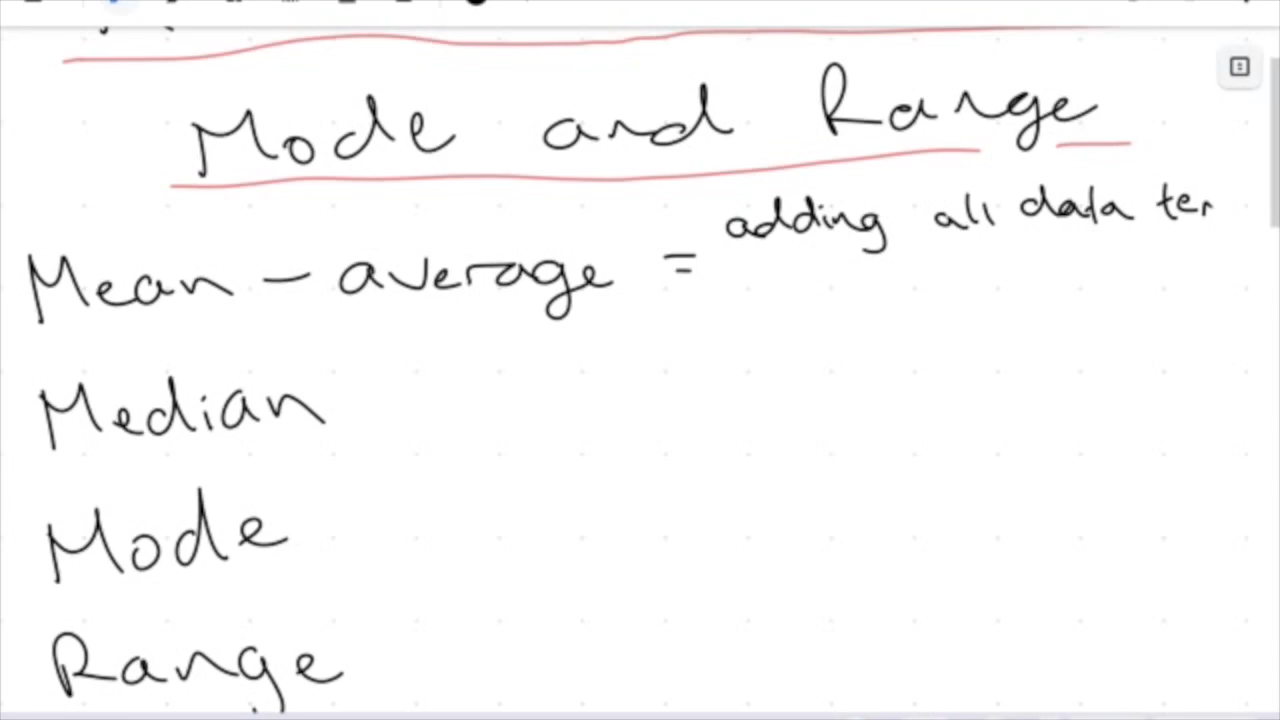 Mode and Range
adding all data ter
Mean - average =
Median
Mode
Range